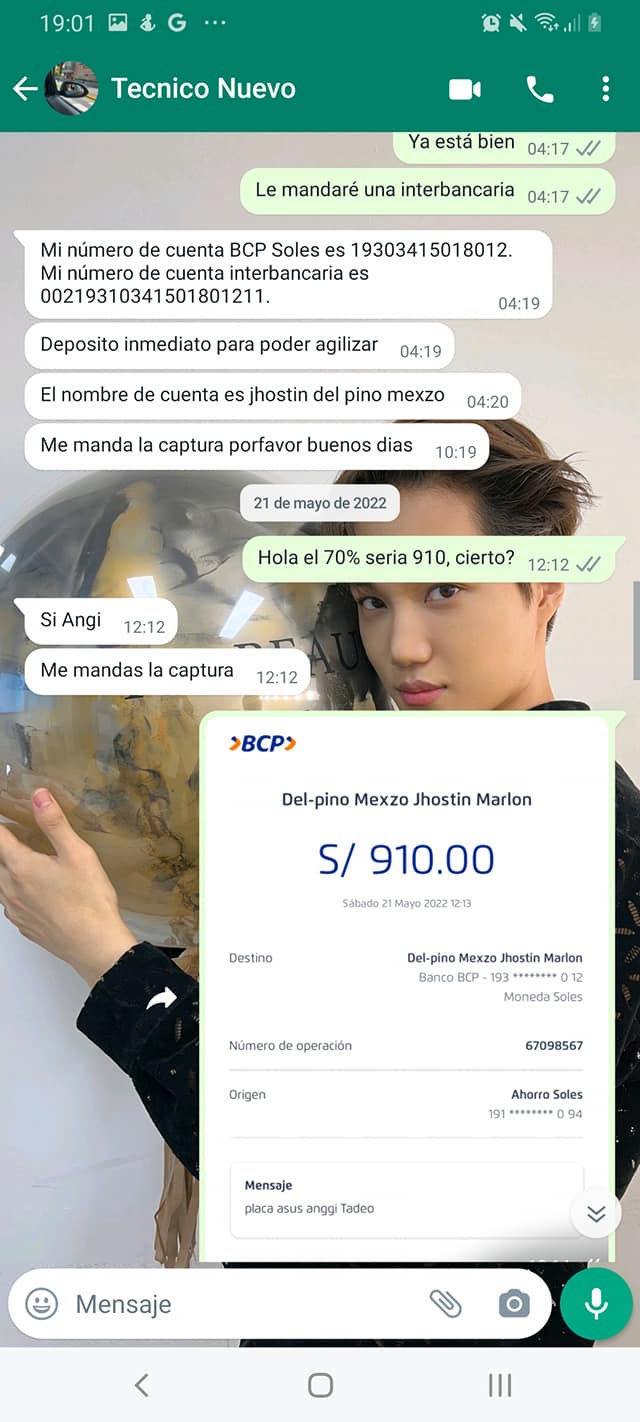 19:01
Tecnico Nuevo
Ya está bien 04:17
Le mandaré una interbancaria 04:17
Mi número de cuenta BCP Soles es 19303415018012.
Mi número de cuenta interbancaria es
00219310341501801211.
04:19
Deposito inmediato para poder agilizar 04:19
El nombre de cuenta es jhostin del pino mexzo 04:20
Me manda la captura porfavor buenos dias 10:19
21 de mayo de 2022
Hola el 70% seria 910, cierto? 12:12
Si Angi 12:12
BEAU
Me mandas la captura 12:12
BCP
Del-pino Mexzo Jhostin Marlon
S/ 910.00
Sábado 21 Mayo 2022 12:13
Destino Del-pino Mexzo Jhostin Marlon
Banco BCP - 193 ******** 0 12
Moneda Soles
Número de operación 67098567
Origen Ahorro Soles
191 ******** 0 94
Mensaje
placa asus anggi Tadeo
Mensaje